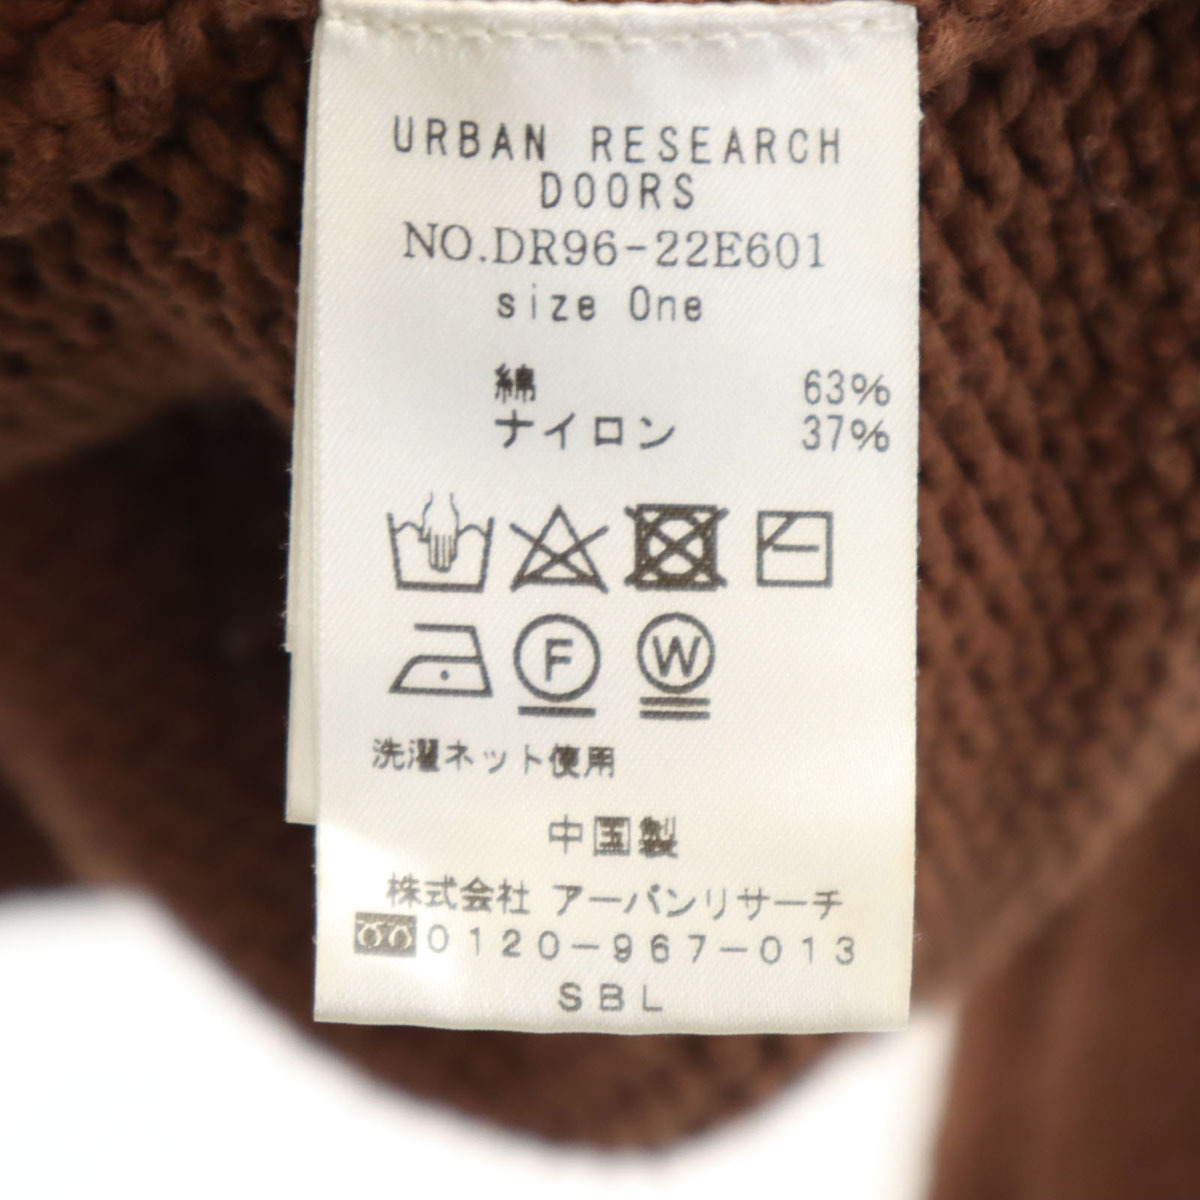 URBAN RESEARCH
DOORS
NO.DR96-22E601
size One
綿 63%
ナイロン 37%
F W
洗濯ネット使用
中国製
株式会社 アーバンリサーチ
0120-967-013
SBL